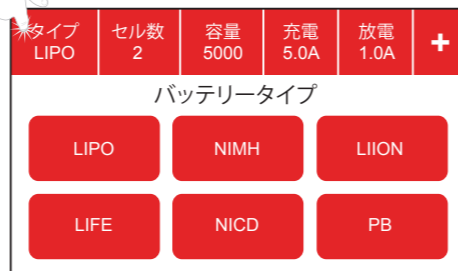 タイプ セル数 容量 充電 放電
LIPO 2 5000 5.0A 1.0A +
バッテリータイプ
LIPO NIMH LIION
LIFE NICD PB